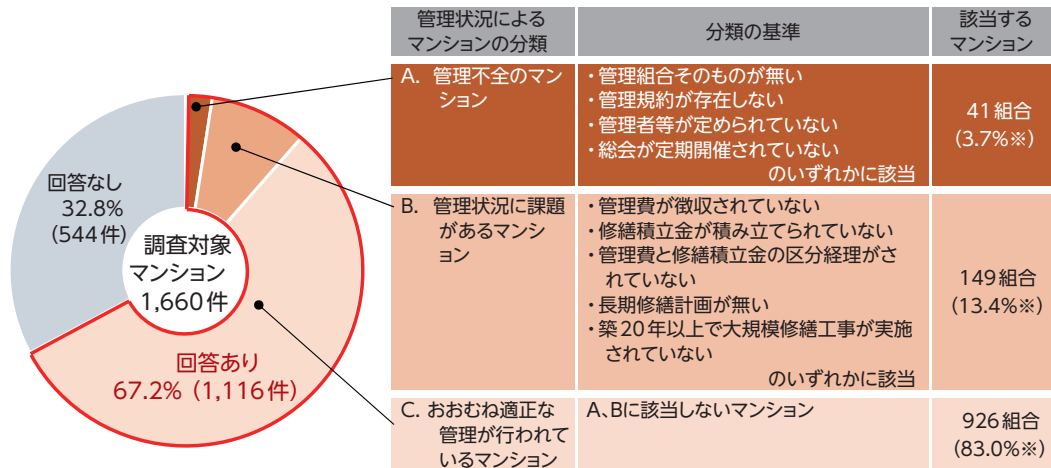 管理状況による
マンションの分類
分類の基準
該当する
マンション
A. 管理不全のマン
ション
・管理組合そのものが無い
・管理規約が存在しない
・管理者等が定められていない
・総会が定期開催されていない
のいずれかに該当
41組合
(3.7%※)
B. 管理状況に課題
があるマンシ
ョン
・管理費が徴収されていない
・修繕積立金が積み立てられていない
・管理費と修繕積立金の区分経理がさ
れていない
・長期修繕計画が無い
・築20年以上で大規模修繕工事が実施
されていない
のいずれかに該当
149組合
(13.4%※)
C. おおむね適正な
管理が行われて
いるマンション
A、Bに該当しないマンション
926組合
(83.0%※)
回答なし
32.8%
(544件)
調査対象
マンション
1,660件
回答あり
67.2% (1,116件)